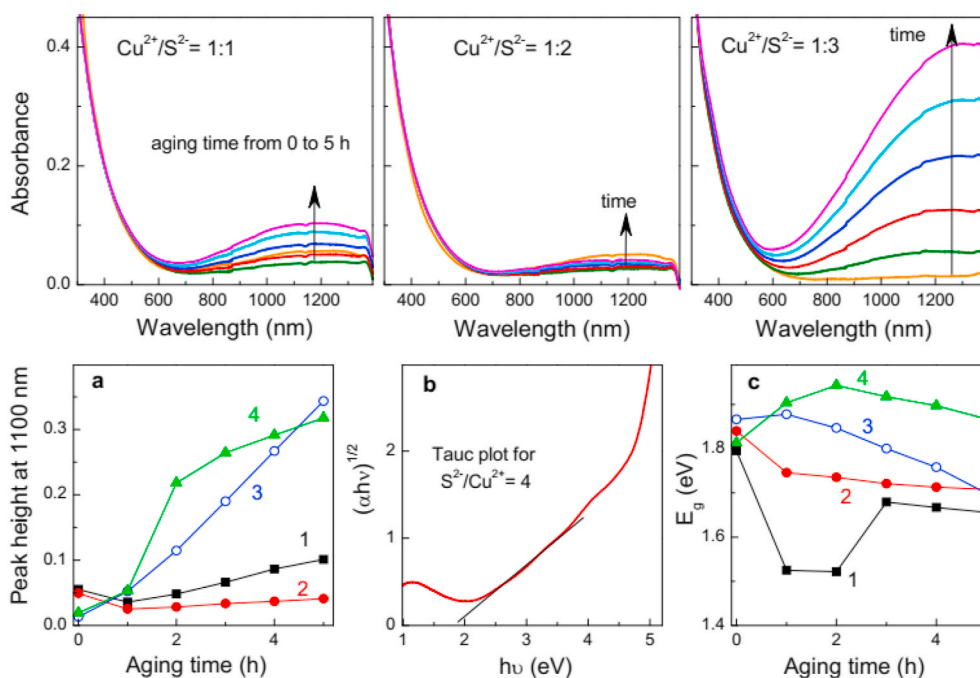 Cu²⁺/S²⁻ = 1:1
aging time from 0 to 5 h
Absorbance
0.4
0.2
0.0
400 600 800 1000 1200
Wavelength (nm)
Cu²⁺/S²⁻ = 1:2
time
400 600 800 1000 1200
Wavelength (nm)
Cu²⁺/S²⁻ = 1:3
time
400 600 800 1000 1200
Wavelength (nm)
a
Peak height at 1100 nm
0.3
0.2
0.1
0.0
4
3
1
2
0 2 4
Aging time (h)
b
(αhυ)¹ᐟ²
2
1
0
Tauc plot for
S²⁻/Cu²⁺= 4
1 2 3 4 5
hυ (eV)
c
E_g (eV)
1.8
1.6
1.4
4
3
2
1
0 2 4
Aging time (h)